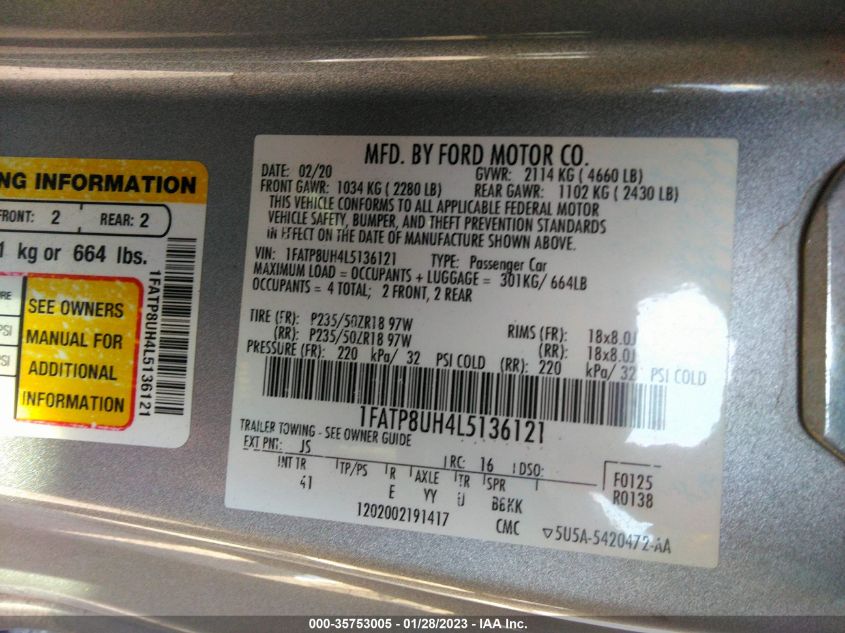 NG INFORMATION
FRONT: 2 REAR: 2
kg or 664 lbs.
SEE OWNERS
MANUAL FOR
ADDITIONAL
INFORMATION
1FATP8UH4L5136121
MFD. BY FORD MOTOR CO.
DATE: 02/20 GVWR: 2114 KG ( 4660 LB)
FRONT GAWR: 1034 KG ( 2280 LB) REAR GAWR: 1102 KG ( 2430 LB)
THIS VEHICLE CONFORMS TO ALL APPLICABLE FEDERAL MOTOR
VEHICLE SAFETY, BUMPER, AND THEFT PREVENTION STANDARDS
IN EFFECT ON THE DATE OF MANUFACTURE SHOWN ABOVE.
VIN: 1FATP8UH4L5136121 TYPE: Passenger Car
MAXIMUM LOAD = OCCUPANTS + LUGGAGE = 301KG/ 664LB
OCCUPANTS = 4 TOTAL; 2 FRONT, 2 REAR
TIRE (FR): P235/50ZR18 97W RIMS (FR): 18x8.0J
(RR): P235/50ZR18 97W (RR): 18x8.0J
PRESSURE (FR): 220 kPa/ 32 PSI COLD (RR): 220 kPa/ 32 PSI COLD
1FATP8UH4L5136121
TRAILER TOWING - SEE OWNER GUIDE
EXT PNT: JS RC: 16 DSO: F0125
INT TR TP/PS R AXLE TR SPR R0138
41 E YY U BBKK
1202002191417 CMC ▽5U5A-5420472-AA
000-35753005 - 01/28/2023 - IAA Inc.